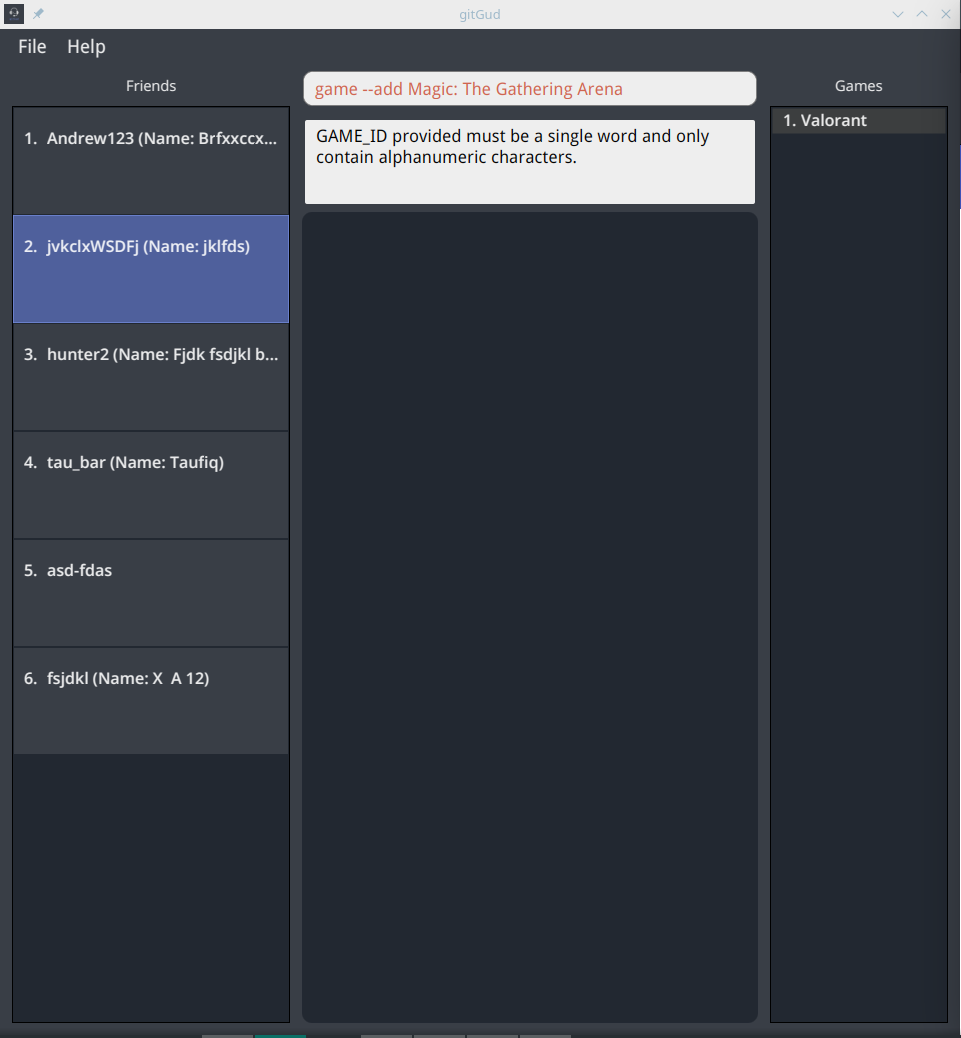 gitGud
File Help
Friends
1. Andrew123 (Name: Brfxxccx...
2. jvkclxWSDFj (Name: jklfds)
3. hunter2 (Name: Fjdk fsdjkl b...
4. tau_bar (Name: Taufiq)
5. asd-fdas
6. fsjdkl (Name: X A 12)
game --add Magic: The Gathering Arena
GAME_ID provided must be a single word and only
contain alphanumeric characters.
Games
1. Valorant